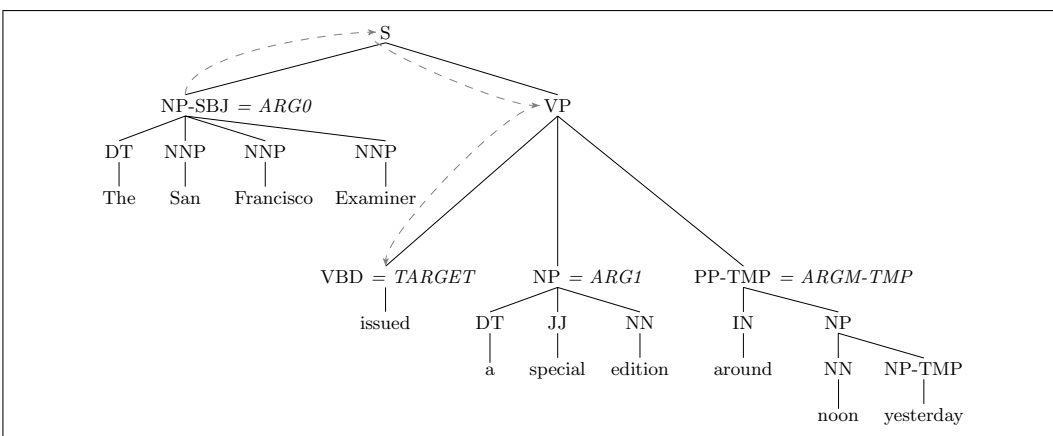 S
NP-SBJ = ARG0 VP
DT NNP NNP NNP
The San Francisco Examiner
VBD = TARGET NP = ARG1 PP-TMP = ARGM-TMP
issued DT JJ NN IN NP
a special edition around NN NP-TMP
noon yesterday